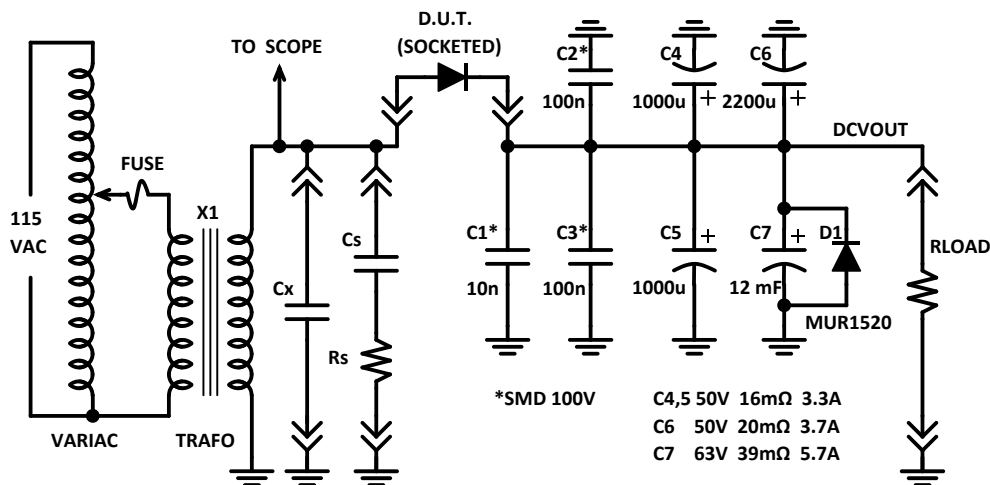 D.U.T.
(SOCKETED)
TO SCOPE
C2*
100n
C4
1000u
+
C6
2200u
+
DCVOUT
FUSE
115
VAC
X1
Cs
Cx
Rs
C1*
10n
C3*
100n
C5
+
1000u
C7
+
12 mF
D1
MUR1520
RLOAD
VARIAC
TRAFO
*SMD 100V
C4,5 50V 16mΩ 3.3A
C6 50V 20mΩ 3.7A
C7 63V 39mΩ 5.7A